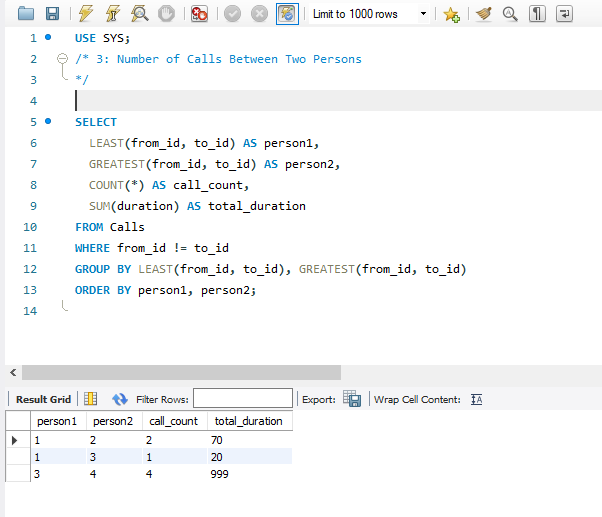 Limit to 1000 rows
1 USE SYS;
2 /* 3: Number of Calls Between Two Persons
3 */
4
5 SELECT
6 LEAST(from_id, to_id) AS person1,
7 GREATEST(from_id, to_id) AS person2,
8 COUNT(*) AS call_count,
9 SUM(duration) AS total_duration
10 FROM Calls
11 WHERE from_id != to_id
12 GROUP BY LEAST(from_id, to_id), GREATEST(from_id, to_id)
13 ORDER BY person1, person2;
14
Result Grid Filter Rows: Export: Wrap Cell Content: IA
person1 person2 call_count total_duration
1 2 2 70
1 3 1 20
3 4 4 999